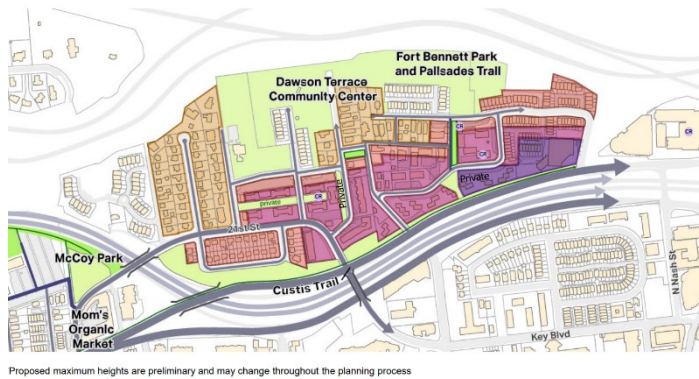 Fort Bennett Park
and Palisades Trail
Dawson Terrace
Community Center
CR
CR
CR
Private
Private
private
CR
21st St
McCoy Park
Custis Trail
N Nash St
Mom's
Organic
Market
Key Blvd
Proposed maximum heights are preliminary and may change throughout the planning process